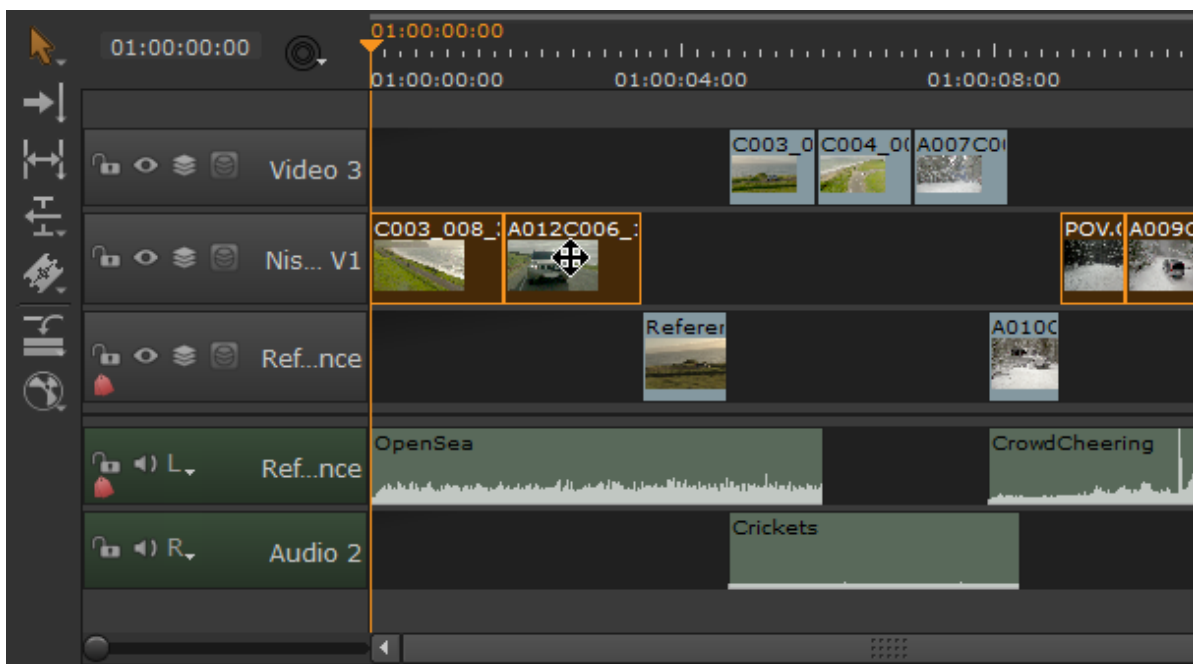 01:00:00:00
01:00:00:00
01:00:00:00 01:00:04:00 01:00:08:00
Video 3
C003_0 C004_0( A007C0
Nis... V1
C003_008_ A012C006_ POV.( A009C
Ref...nce
Referen A010C
L
Ref...nce
OpenSea CrowdCheering
R
Audio 2
Crickets